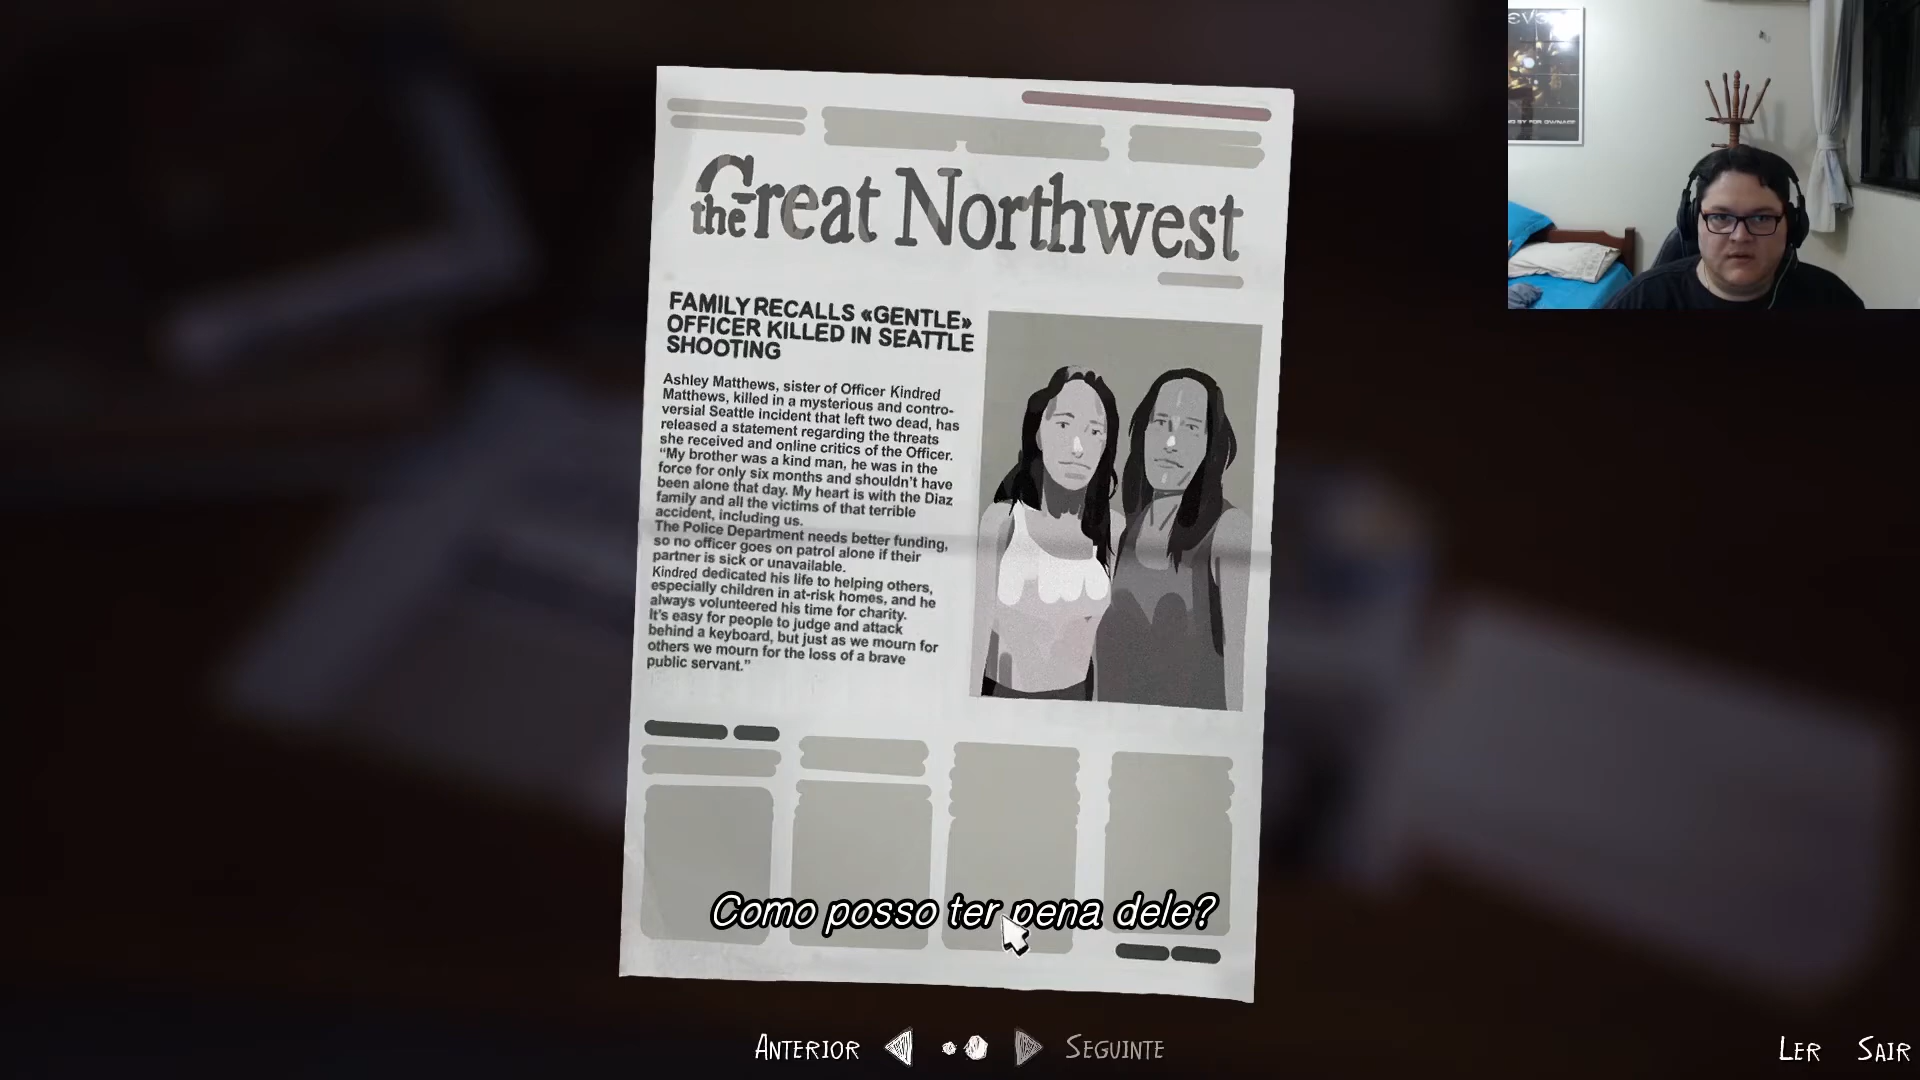 the Great Northwest
FAMILY RECALLS «GENTLE»
OFFICER KILLED IN SEATTLE
SHOOTING
Ashley Matthews, sister of Officer Kindred
Matthews, killed in a mysterious and contro-
versial Seattle incident that left two dead, has
released a statement regarding the threats
she received and online critics of the Officer.
“My brother was a kind man, he was in the
force for only six months and shouldn't have
been alone that day. My heart is with the Diaz
family and all the victims of that terrible
accident, including us.
The Police Department needs better funding,
so no officer goes on patrol alone if their
partner is sick or unavailable.
Kindred dedicated his life to helping others,
especially children in at-risk homes, and he
always volunteered his time for charity.
It's easy for people to judge and attack
behind a keyboard, but just as we mourn for
others we mourn for the loss of a brave
public servant.”
Como posso ter pena dele?
ANTERIOR
SEGUINTE
LER
SAIR